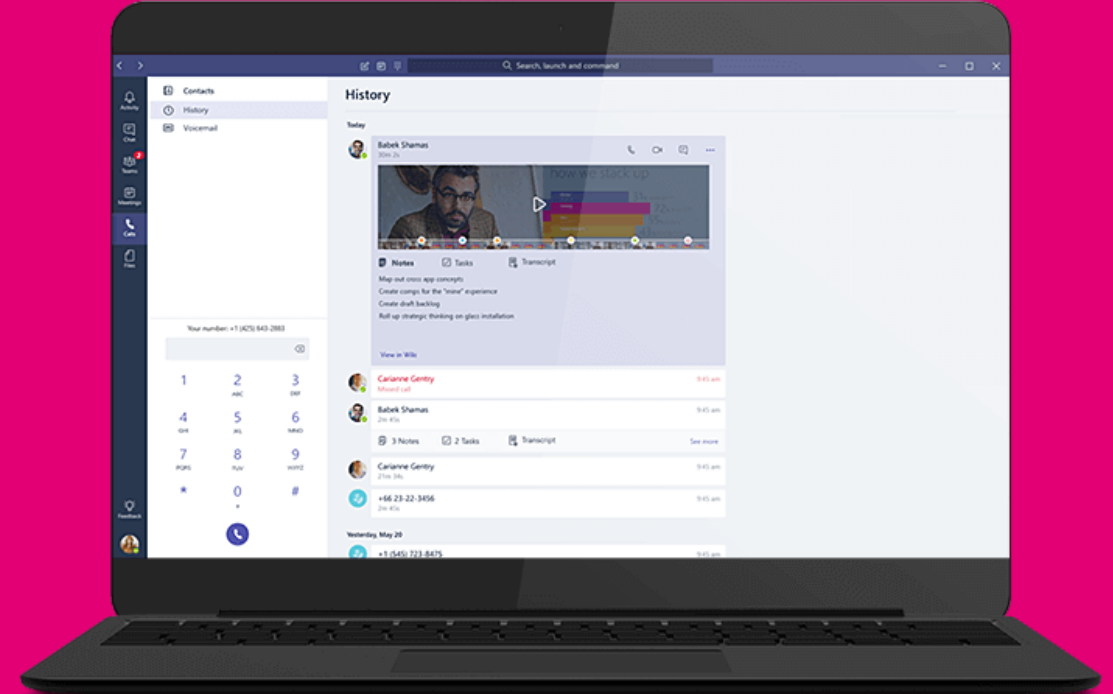 Search, launch and command
Activity
Chat
2
Teams
Meetings
Calls
Files
Feedback
Contacts
History
Voicemail
Your number: +1 (425) 643-2883
1
2
3
ABC
DEF
4
5
6
GHI
JKL
MNO
7
8
9
PQRS
TUV
WXYZ
*
0
#
+
History
Today
Babek Shamas
30m 2s
how we stack up
Notes
Tasks
Transcript
Map out cross app concepts
Create comps for the "mine" experience
Create draft backlog
Roll up strategic thinking on glass installation
View in Wiki
Carianne Gentry
9:45 am
Missed call
Babek Shamas
9:45 am
2m 45s
3 Notes
2 Tasks
Transcript
See more
Carianne Gentry
9:45 am
21m 34s
+66 23-22-3456
9:45 am
2m 45s
Yesterday, May 20
+1 (545) 723-8475
9:45 am